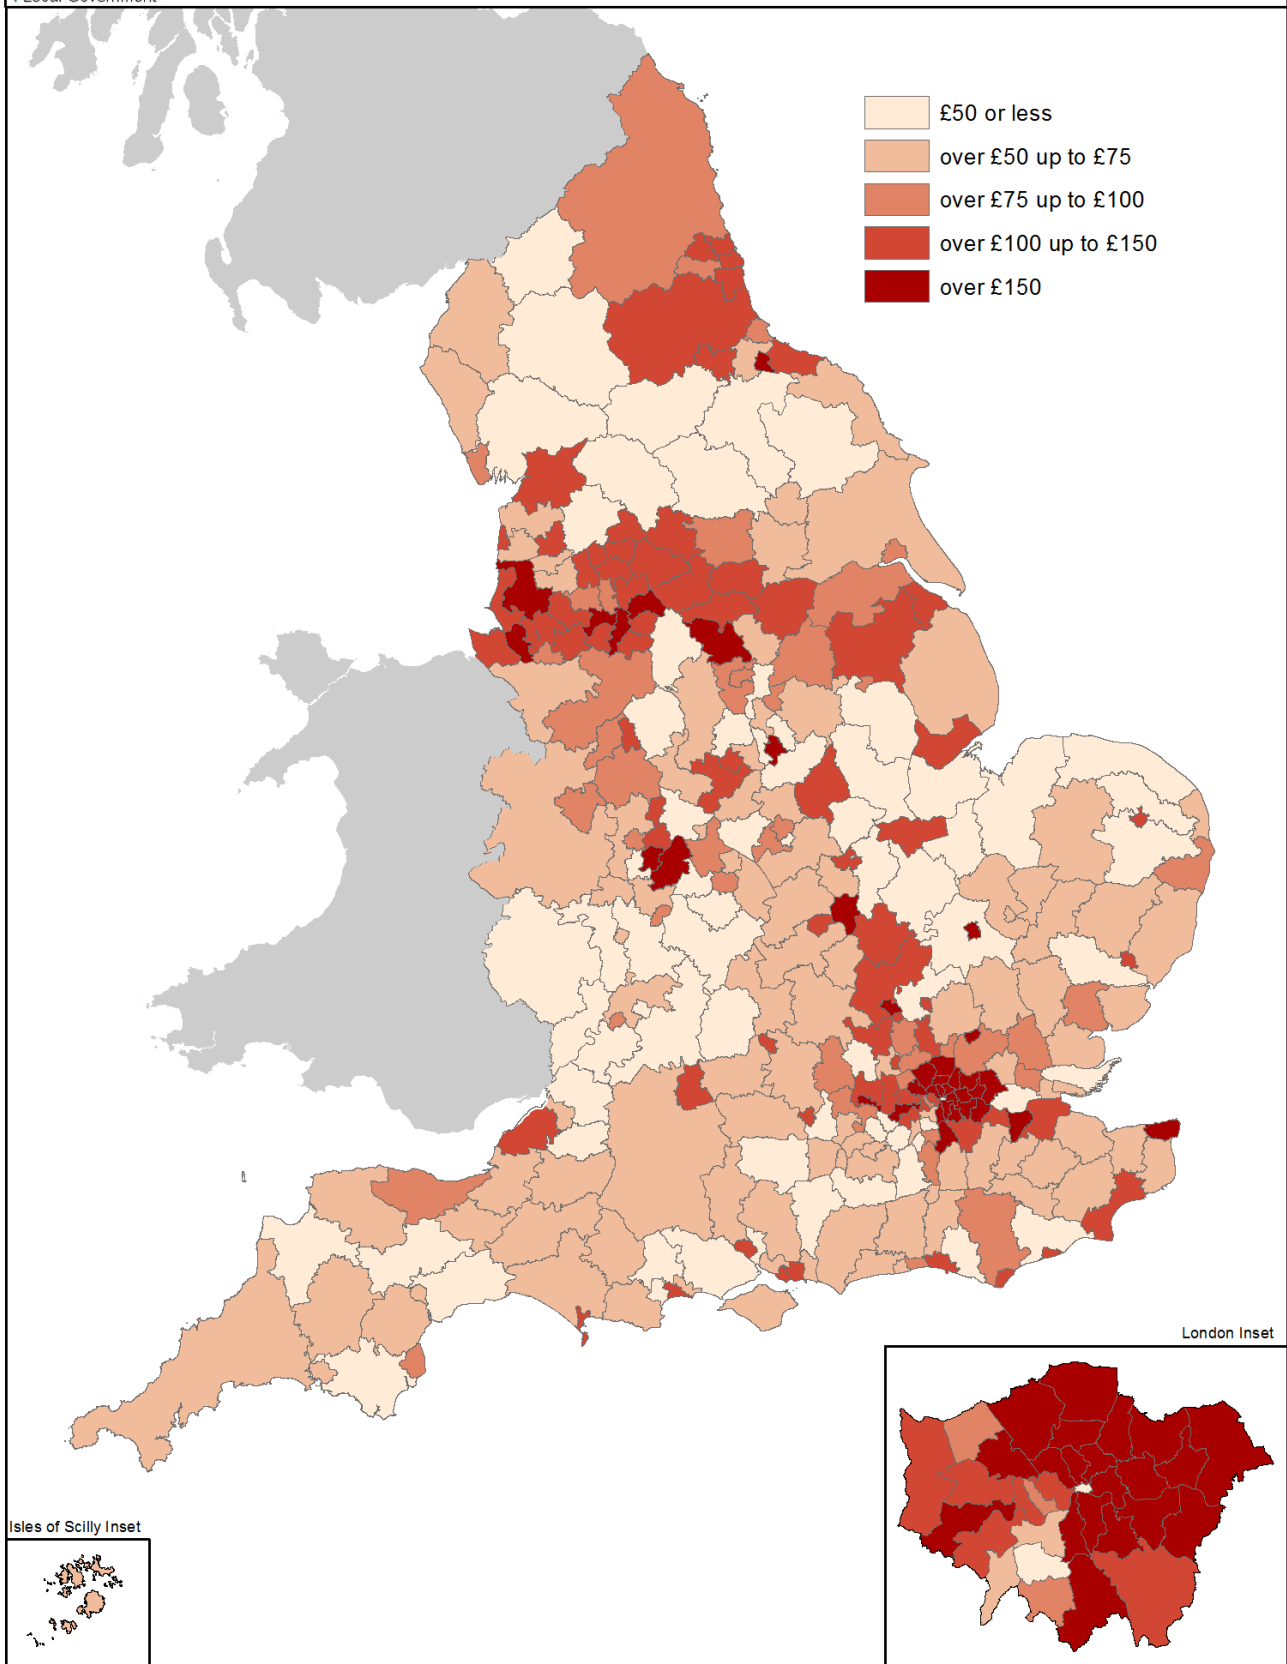 £50 or less
over £50 up to £75
over £75 up to £100
over £100 up to £150
over £150
London Inset
Isles of Scilly Inset